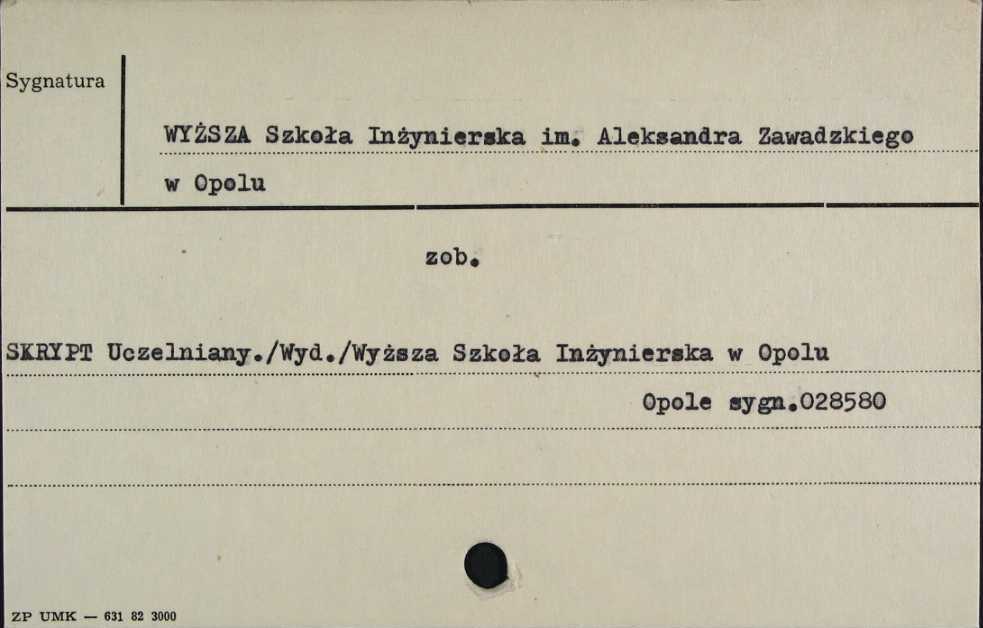 Sygnatura
WYŻSZA Szkoła Inżynierska im. Aleksandra Zawadzkiego
w Opolu
zob.
SKRYPT Uczelniany./Wyd./Wyższa Szkoła Inżynierska w Opolu
Opole sygn.028580
ZP UMK — 631 82 3000